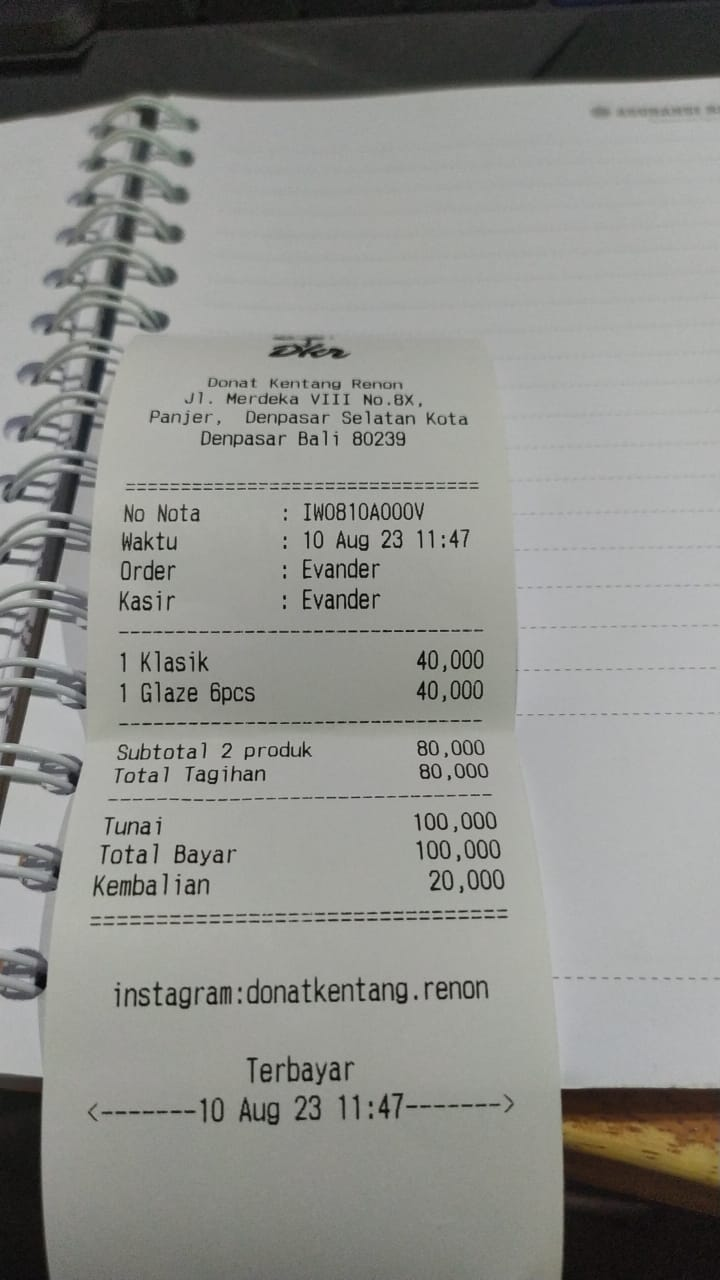 Donat Kentang Renon
Jl. Merdeka VIII No.8X,
Panjer, Denpasar Selatan Kota
Denpasar Bali 80239
================================
No Nota : IW0810A000V
Waktu : 10 Aug 23 11:47
Order : Evander
Kasir : Evander
--------------------------------
1 Klasik 40,000
1 Glaze 6pcs 40,000
--------------------------------
Subtotal 2 produk 80,000
Total Tagihan 80,000
--------------------------------
Tunai 100,000
Total Bayar 100,000
Kembalian 20,000
================================
instagram:donatkentang.renon
Terbayar
<-------10 Aug 23 11:47------->